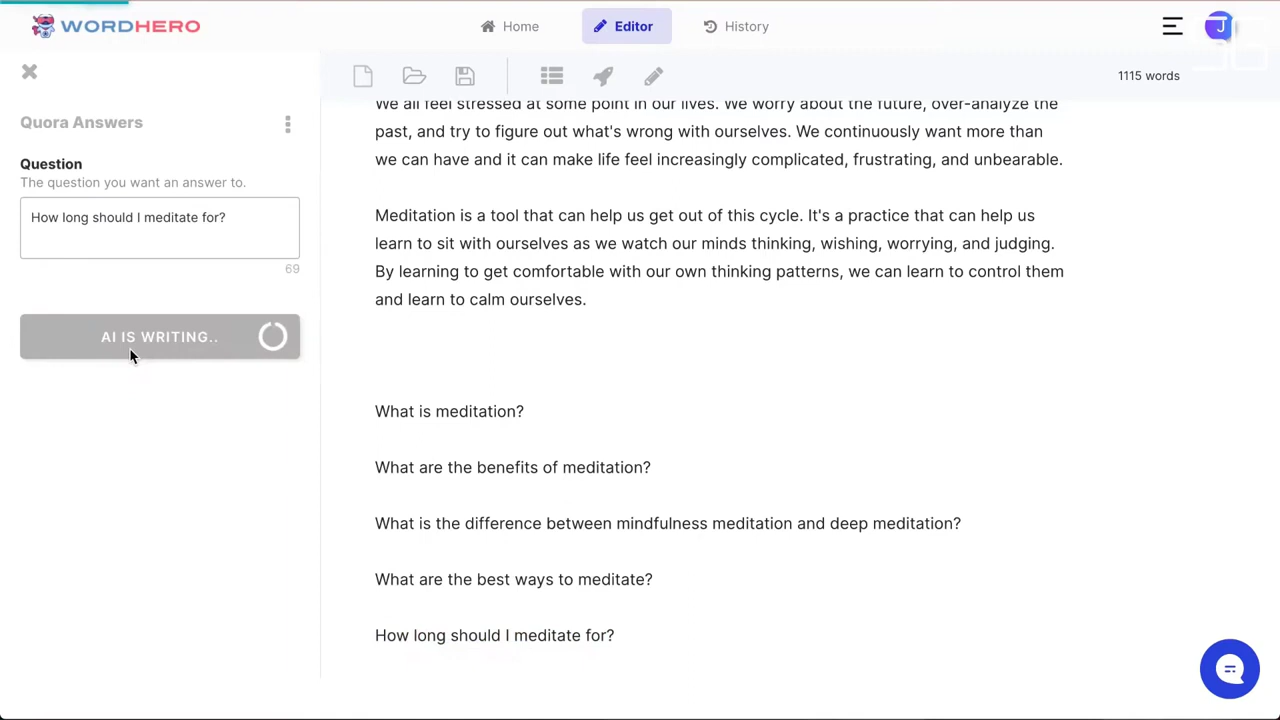 WORDHERO
Home
Editor
History
J
Quora Answers
1115 words
Question
The question you want an answer to.
How long should I meditate for?
69
AI IS WRITING..
We all feel stressed at some point in our lives. We worry about the future, over-analyze the
past, and try to figure out what's wrong with ourselves. We continuously want more than
we can have and it can make life feel increasingly complicated, frustrating, and unbearable.
Meditation is a tool that can help us get out of this cycle. It's a practice that can help us
learn to sit with ourselves as we watch our minds thinking, wishing, worrying, and judging.
By learning to get comfortable with our own thinking patterns, we can learn to control them
and learn to calm ourselves.
What is meditation?
What are the benefits of meditation?
What is the difference between mindfulness meditation and deep meditation?
What are the best ways to meditate?
How long should I meditate for?